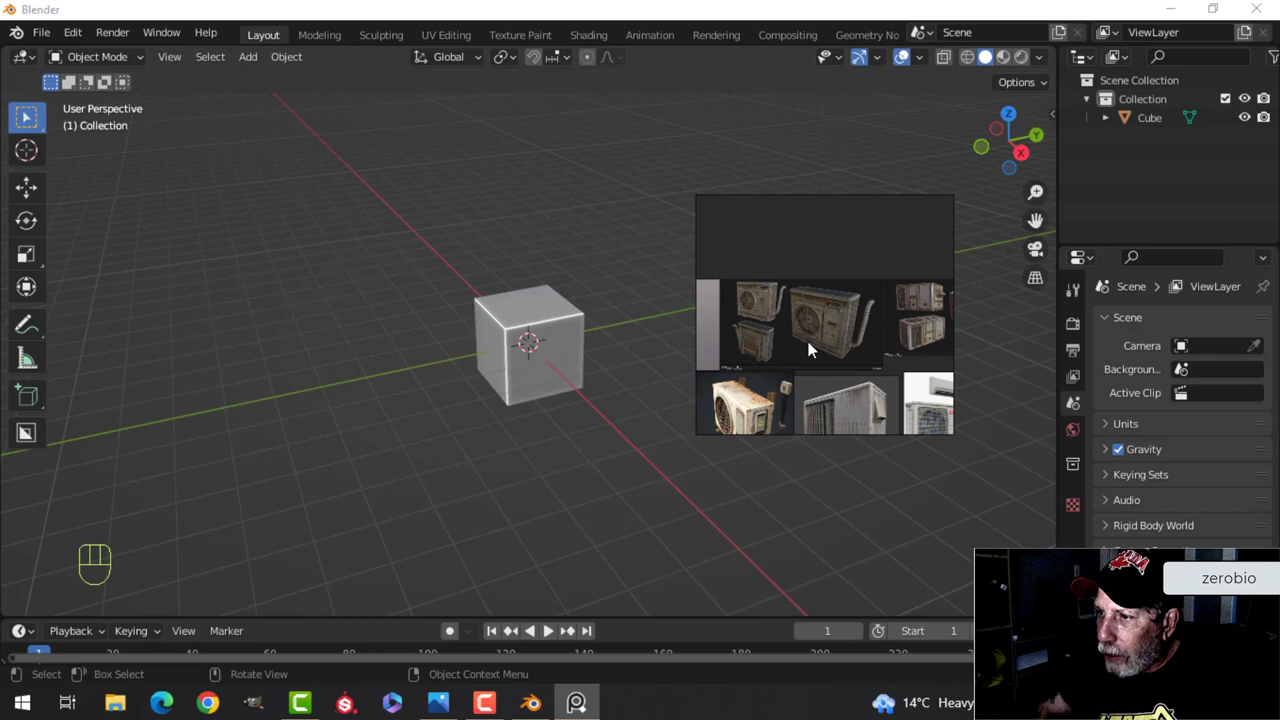 Blender
File Edit Render Window Help
Layout Modeling Sculpting UV Editing Texture Paint Shading Animation Rendering Compositing Geometry No
Scene
ViewLayer
Object Mode View Select Add Object
Global
Options
User Perspective
(1) Collection
Z
Y
X
Scene Collection
Collection
Cube
Scene
ViewLayer
Scene
Camera
Backgroun...
Active Clip
Units
Gravity
Keying Sets
Audio
Rigid Body World
zerobio
Playback Keying View Marker
1
Start 1
1 20 60 80 100 120 140 160 180 200 220
Select Box Select Rotate View Object Context Menu
14°C Heavy